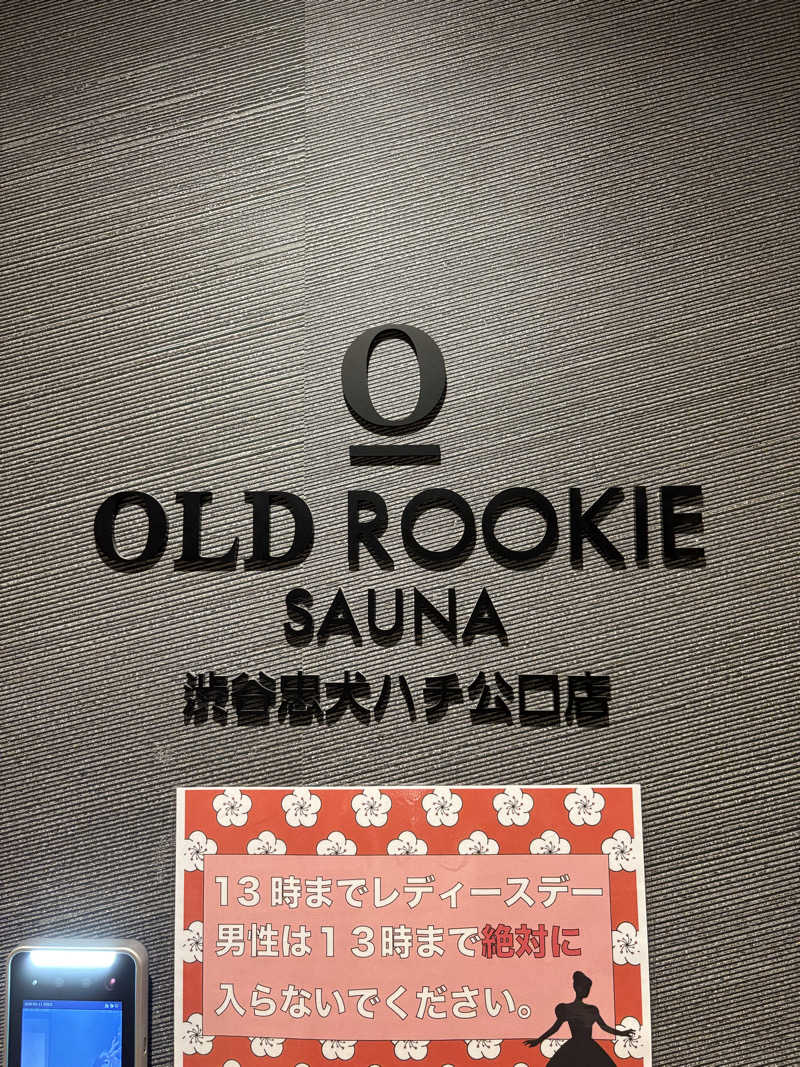 O
OLD ROOKIE
SAUNA
渋谷忠犬ハチ公口店
13時までレディースデー
男性は13時まで絶対に
入らないでください。